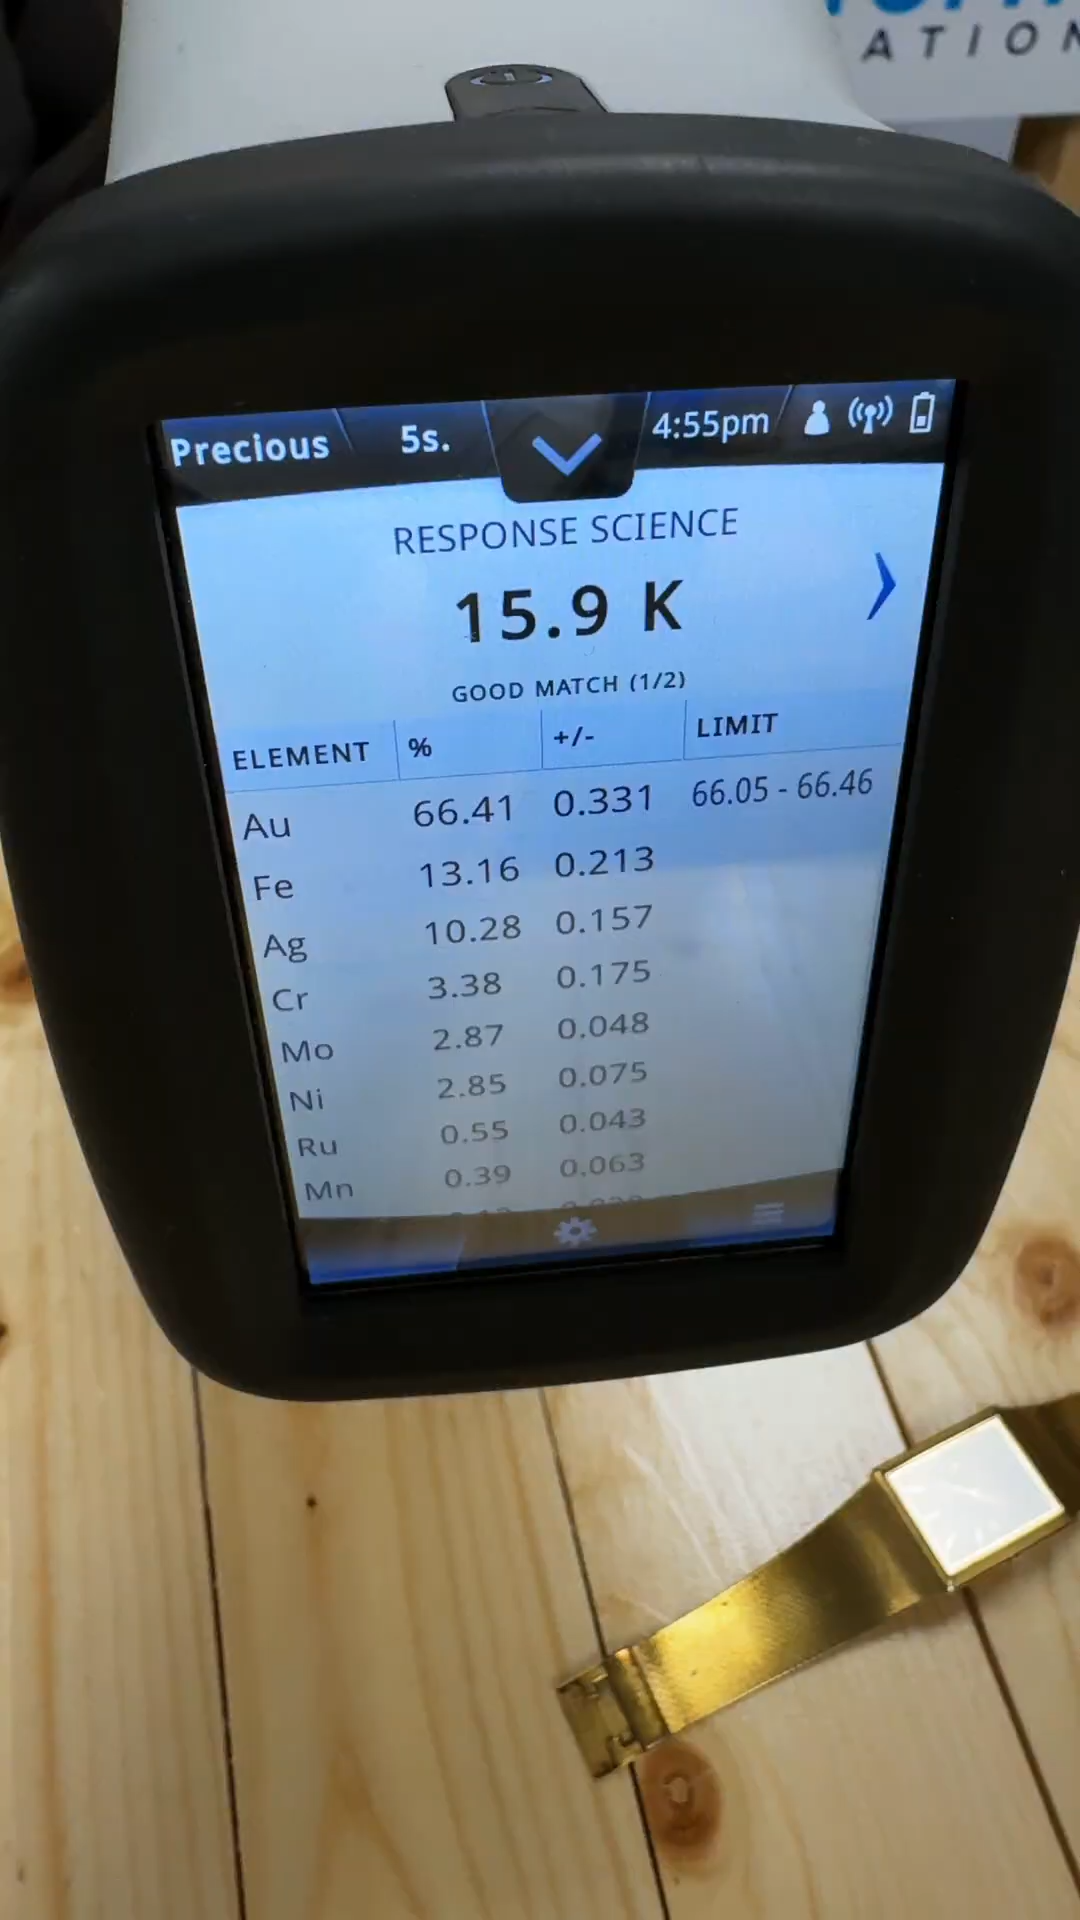 ATION
Precious 5s. 4:55pm
RESPONSE SCIENCE
15.9 K
GOOD MATCH (1/2)
ELEMENT % +/- LIMIT
Au 66.41 0.331 66.05 - 66.46
Fe 13.16 0.213
Ag 10.28 0.157
Cr 3.38 0.175
Mo 2.87 0.048
Ni 2.85 0.075
Ru 0.55 0.043
Mn 0.39 0.063